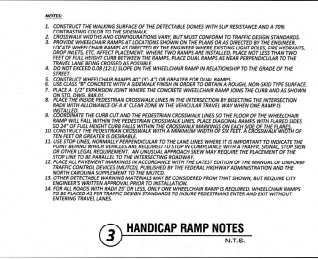 NOTES:
1. CONSTRUCT THE WALKING SURFACE OF THE DETECTABLE DOMES WITH SLIP RESISTANCE AND A 70%
CONTRASTING COLOR TO THE SIDEWALK.
2. CROSSWALK WIDTHS AND CONFIGURATIONS VARY; BUT MUST CONFORM TO TRAFFIC DESIGN STANDARDS.
3. PROVIDE WHEELCHAIR RAMPS AT LOCATIONS SHOWN ON THE PLANS OR AS DIRECTED BY THE ENGINEER.
LOCATE WHEELCHAIR RAMPS AS DIRECTED BY THE ENGINEER WHERE EXISTING LIGHT POLES, FIRE HYDRANTS,
DROP INLETS, ETC. AFFECT PLACEMENT. WHERE TWO RAMPS ARE INSTALLED, PLACE NOT LESS THAN TWO
FEET OF FULL HEIGHT CURB BETWEEN THE RAMPS. PLACE DUAL RAMPS AS NEAR PERPENDICULAR TO THE
TRAVEL LANE BEING CROSSED AS POSSIBLE.
4. DO NOT EXCEED 0.08 (12:1) SLOPE ON THE WHEELCHAIR RAMP IN RELATIONSHIP TO THE GRADE OF THE
STREET.
5. CONSTRUCT WHEELCHAIR RAMPS 40" (3'- 4") OR GREATER FOR DUAL RAMPS.
6. USE CLASS "B" CONCRETE WITH A SIDEWALK FINISH IN ORDER TO OBTAIN A ROUGH, NON-SKID TYPE SURFACE.
7. PLACE A 1/2" EXPANSION JOINT WHERE THE CONCRETE WHEELCHAIR RAMP JOINS THE CURB AND AS SHOWN
ON STD. DWG. 848.01.
8. PLACE THE INSIDE PEDESTRIAN CROSSWALK LINES IN THE INTERSECTION BY BISECTING THE INTERSECTION
RADII WITH ALLOWANCE OF A 4' CLEAR ZONE IN THE VEHICULAR TRAVEL WAY WHEN ONE RAMP IS
INSTALLED.
9. COORDINATE THE CURB CUT AND THE PEDESTRIAN CROSSWALK LINES SO THE FLOOR OF THE WHEELCHAIR
RAMP WILL FALL WITHIN THE PEDESTRIAN CROSSWALK LINES. PLACE DIAGONAL RAMPS WITH FLARED SIDES
SO 24" OF FULL HEIGHT CURB FALLS WITHIN THE CROSSWALK MARKINGS ON EACH SIDE OF THE FLARES.
10. CONSTRUCT THE PEDESTRIAN CROSSWALK WITH A MINIMUM WIDTH OF SIX FEET. A CROSSWALK WIDTH OF
TEN FEET OR GREATER IS DESIRABLE.
11. USE STOP LINES, NORMALLY PERPENDICULAR TO THE LANE LINES WHERE IT IS IMPORTANT TO INDICATE THE
POINT BEHIND WHICH VEHICLES ARE REQUIRED TO STOP IN COMPLIANCE WITH A TRAFFIC SIGNAL, STOP SIGN
OR OTHER LEGAL REQUIREMENT. AN UNUSUAL APPROACH SKEW MAY REQUIRE THE PLACEMENT OF THE
STOP LINE TO BE PARALLEL TO THE INTERSECTING ROADWAY.
12. PLACE ALL PAVEMENT MARKINGS IN ACCORDANCE WITH THE LATEST EDITION OF THE MANUAL OF UNIFORM
TRAFFIC CONTROL DEVICES (MUTCD), PUBLISHED BY THE FEDERAL HIGHWAY ADMINISTRATION AND THE
NORTH CAROLINA SUPPLEMENT TO THE MUTCD.
13. OTHER DETECTABLE WARNING MATERIALS MAY BE CONSIDERED FROM THAT SHOWN, BUT REQUIRE CITY
ENGINEER'S WRITTEN APPROVAL PRIOR TO INSTALLATION.
14. FOR ALL ROADS WITH RADII 25' OR LESS, ONLY ONE WHEELCHAIR RAMP IS REQUIRED. WHEELCHAIR RAMPS
TO BE PLACED AS PER TRAFFIC DESIGN STANDARDS TO INSURE PEDESTRIANS ENTER AND EXIT WITHOUT
ENTERING TRAVEL LANES.
3 HANDICAP RAMP NOTES
N.T.S.